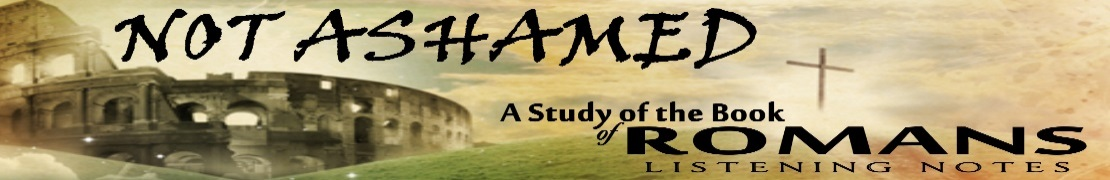 NOT ASHAMED
A Study of the Book
of ROMANS
LISTENING NOTES